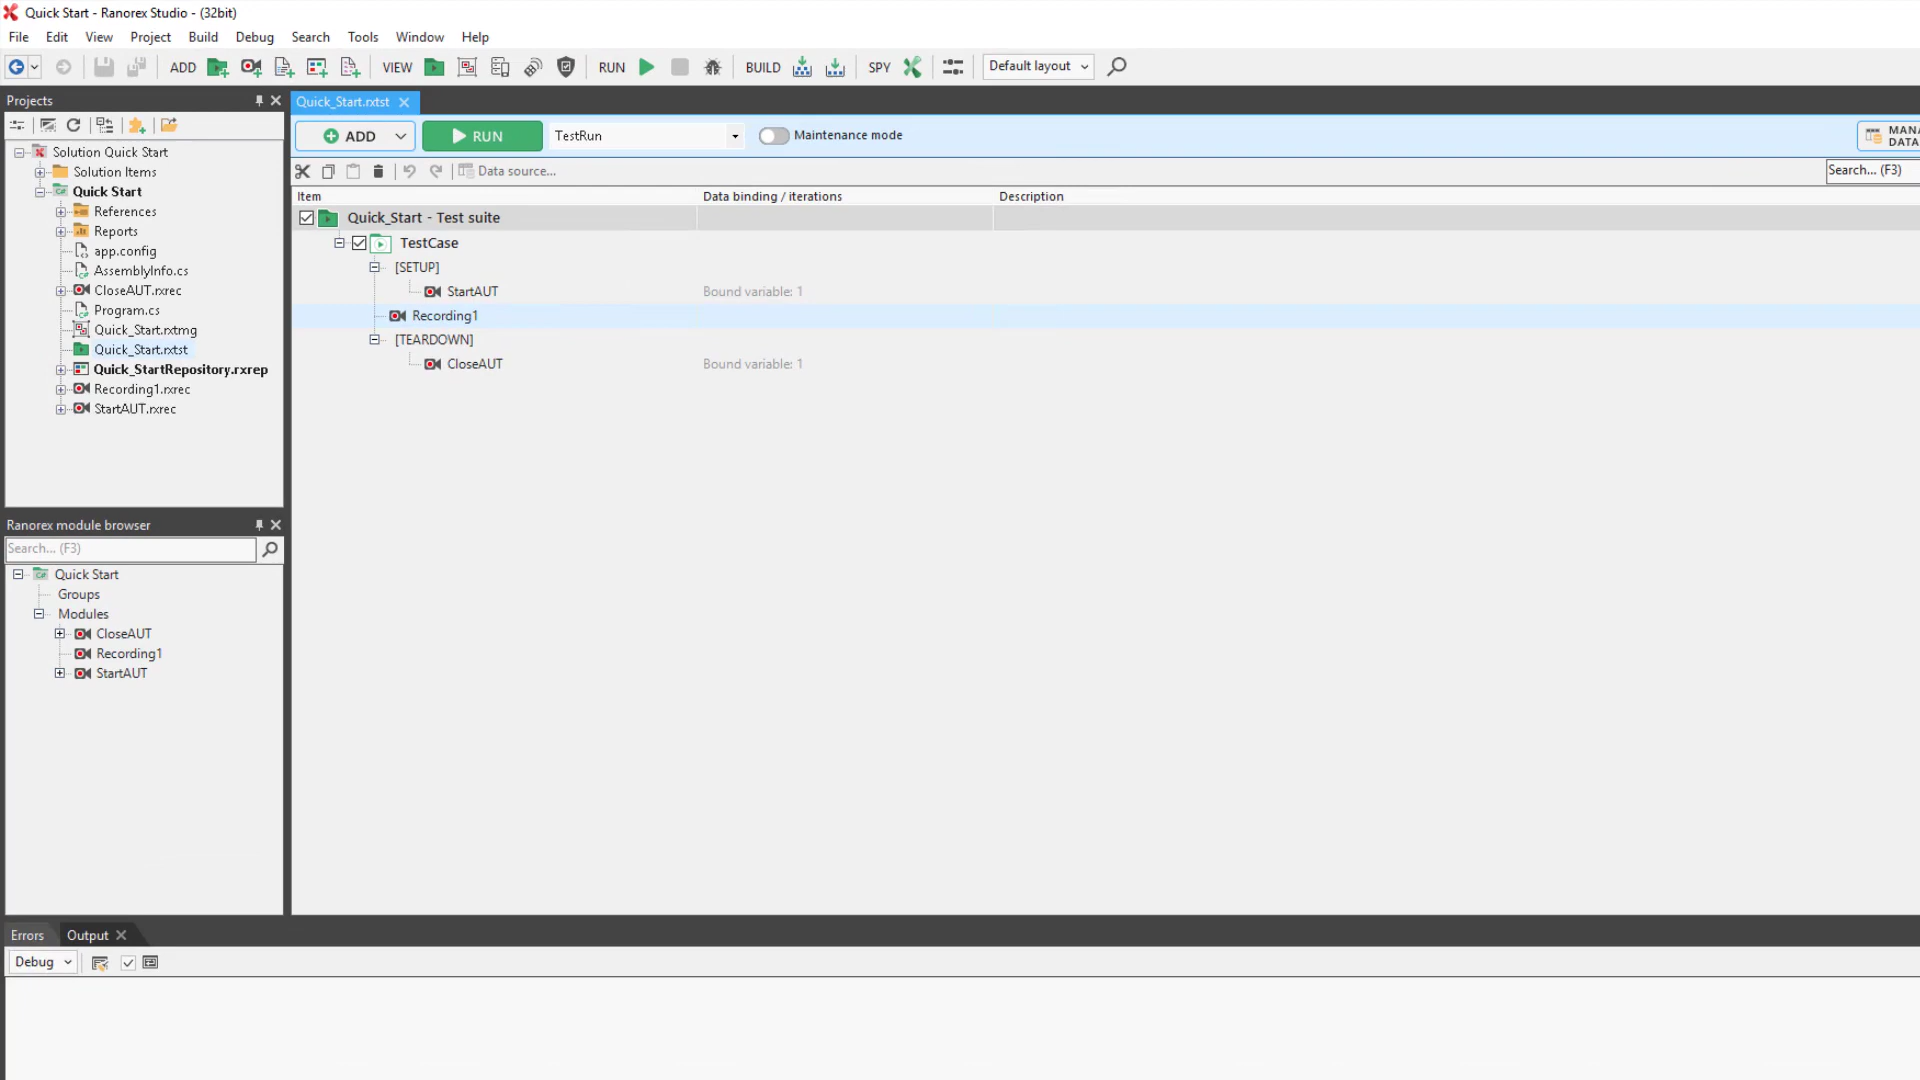 Quick Start - Ranorex Studio - (32bit)
File Edit View Project Build Debug Search Tools Window Help
ADD VIEW RUN BUILD SPY Default layout
Projects
Solution Quick Start
Solution Items
Quick Start
References
Reports
app.config
AssemblyInfo.cs
CloseAUT.rxrec
Program.cs
Quick_Start.rxtmg
Quick_Start.rxtst
Quick_StartRepository.rxrep
Recording1.rxrec
StartAUT.rxrec
Ranorex module browser
Search... (F3)
Quick Start
Groups
Modules
CloseAUT
Recording1
StartAUT
Quick_Start.rxtst
ADD RUN TestRun Maintenance mode
MANA
DATA
Data source... Search... (F3)
Item Data binding / iterations Description
Quick_Start - Test suite
TestCase
[SETUP]
StartAUT Bound variable: 1
Recording1
[TEARDOWN]
CloseAUT Bound variable: 1
Errors Output
Debug